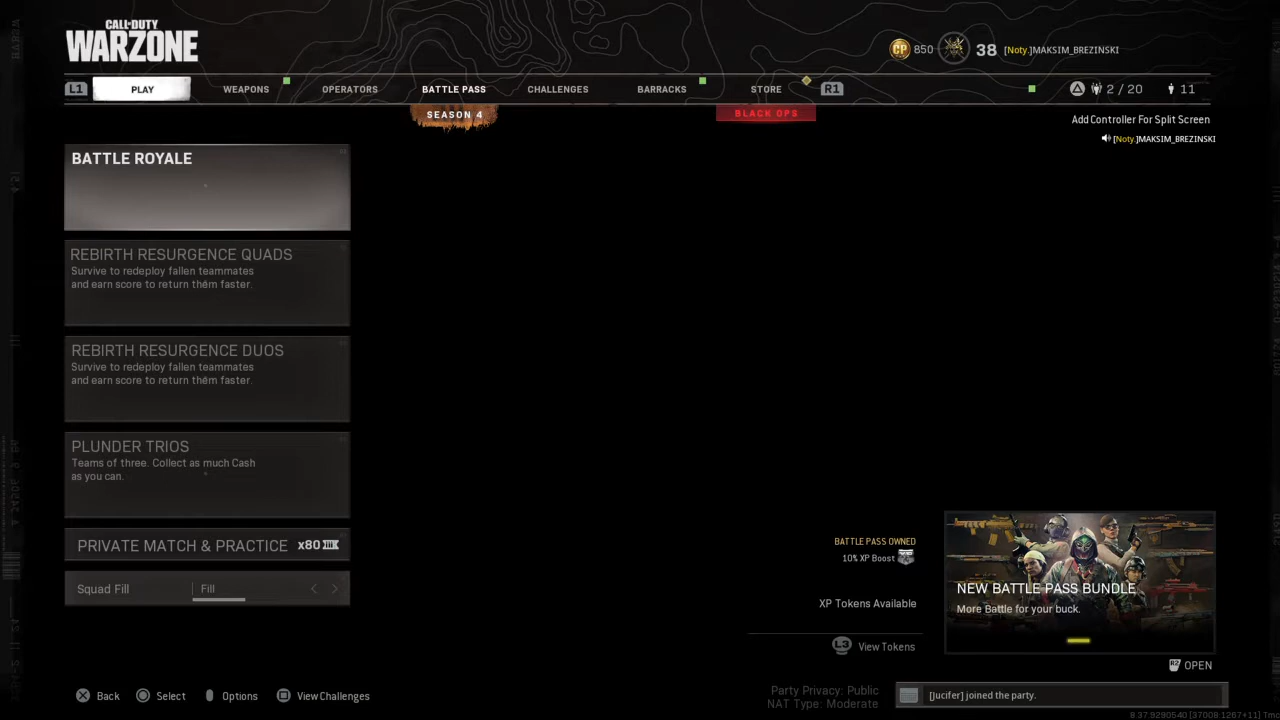 CALL OF DUTY
WARZONE
CP 850 38 [Noty.]MAKSIM_BREZINSKI
L1 PLAY WEAPONS OPERATORS BATTLE PASS CHALLENGES BARRACKS STORE R1 2 / 20 11
SEASON 4
BLACK OPS
Add Controller For Split Screen
[Noty.]MAKSIM_BREZINSKI
BATTLE ROYALE
REBIRTH RESURGENCE QUADS
Survive to redeploy fallen teammates
and earn score to return them faster.
REBIRTH RESURGENCE DUOS
Survive to redeploy fallen teammates
and earn score to return them faster.
PLUNDER TRIOS
Teams of three. Collect as much Cash
as you can.
PRIVATE MATCH & PRACTICE x80
Squad Fill Fill
BATTLE PASS OWNED
10% XP Boost
XP Tokens Available
L3 View Tokens
NEW BATTLE PASS BUNDLE
More Battle for your buck.
R2 OPEN
Back Select Options View Challenges
Party Privacy: Public
NAT Type: Moderate
[Jucifer] joined the party.